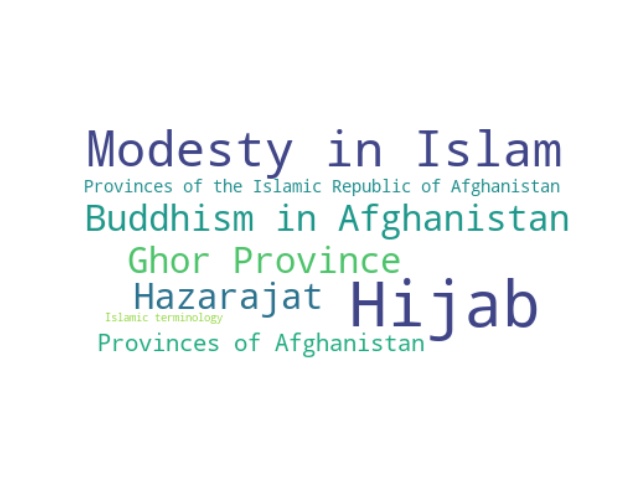 Modesty in Islam
Provinces of the Islamic Republic of Afghanistan
Buddhism in Afghanistan
Ghor Province
Hazarajat
Hijab
Islamic terminology
Provinces of Afghanistan